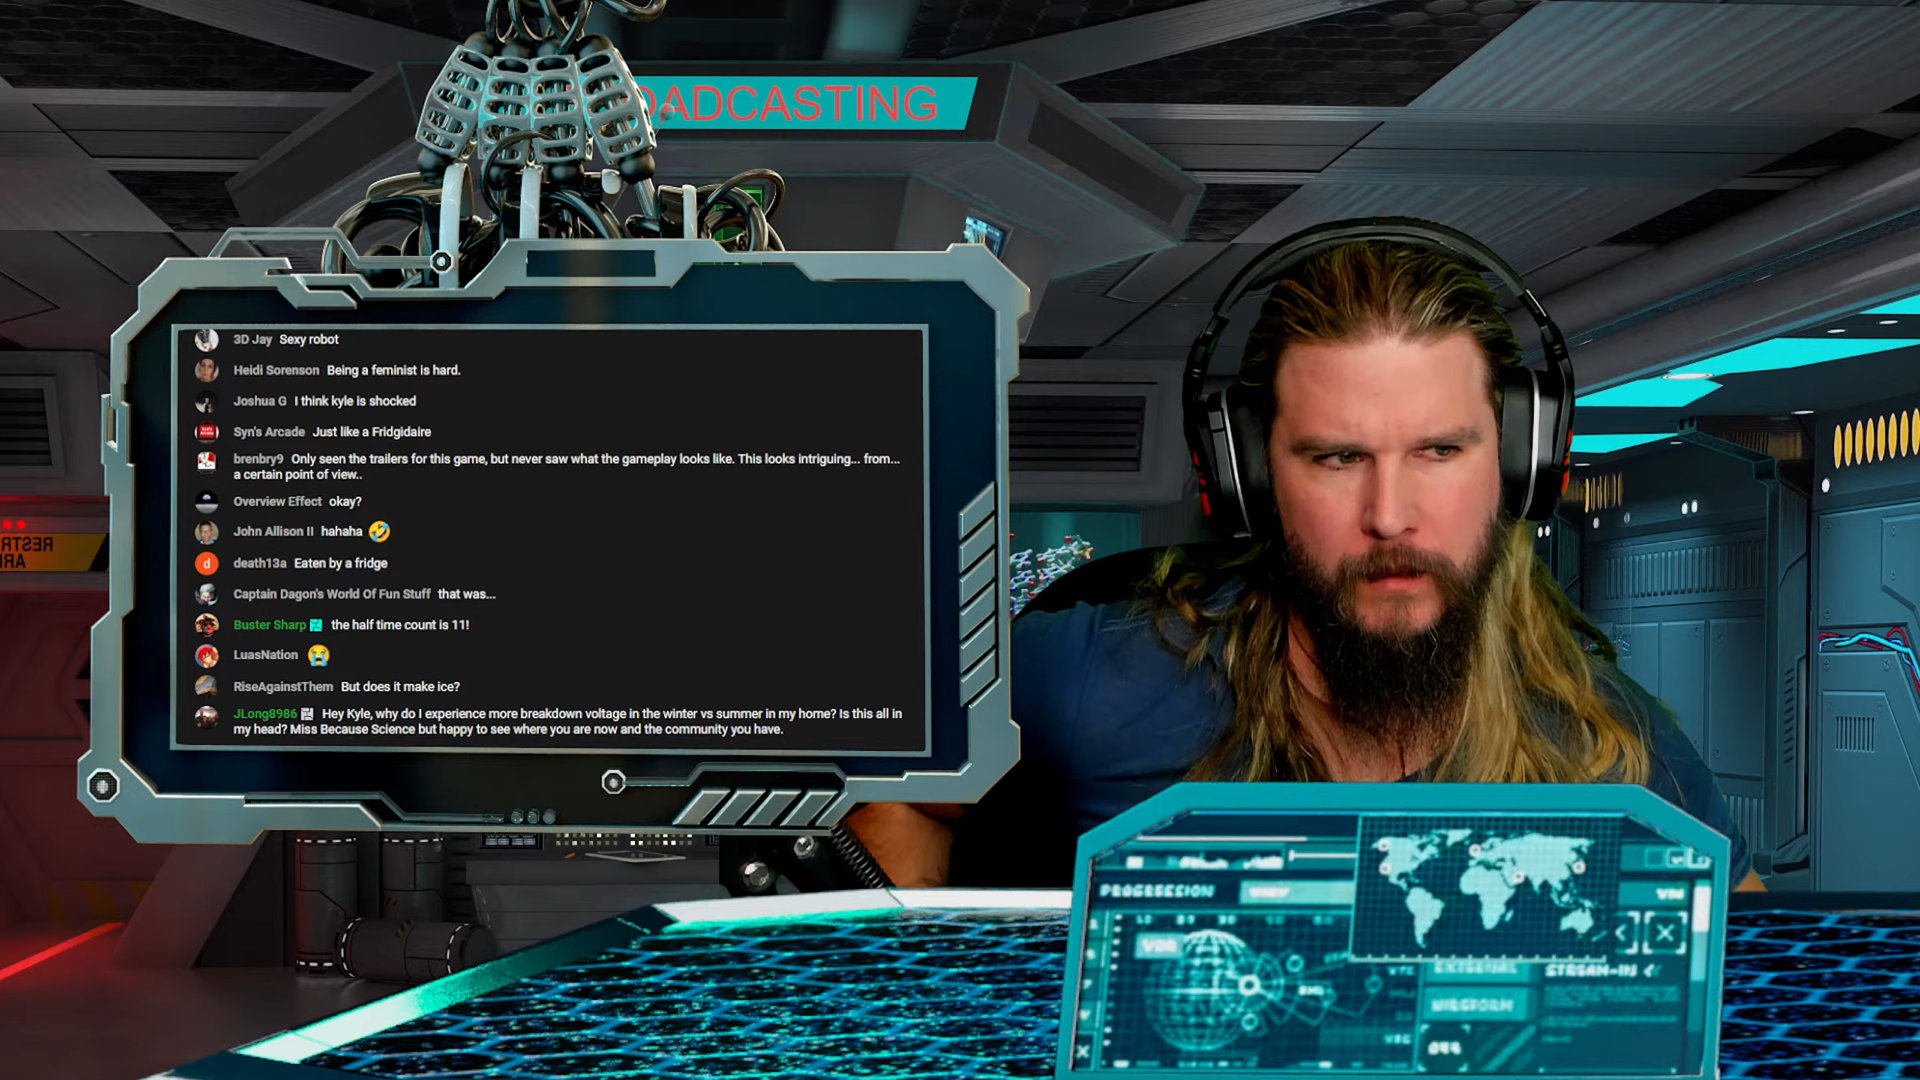 OADCASTING
3D Jay Sexy robot
Heidi Sorenson Being a feminist is hard.
Joshua G I think kyle is shocked
Syn's Arcade Just like a Fridgidaire
brenbry9 Only seen the trailers for this game, but never saw what the gameplay looks like. This looks intriguing... from...
a certain point of view..
Overview Effect okay?
John Allison II hahaha 🤣
d death13a Eaten by a fridge
Captain Dagon's World Of Fun Stuff that was...
Buster Sharp the half time count is 11!
LuasNation 😭
RiseAgainstThem But does it make ice?
JLong8986 Hey Kyle, why do I experience more breakdown voltage in the winter vs summer in my home? Is this all in
my head? Miss Because Science but happy to see where you are now and the community you have.
PROGRESSION
STREAM-IN